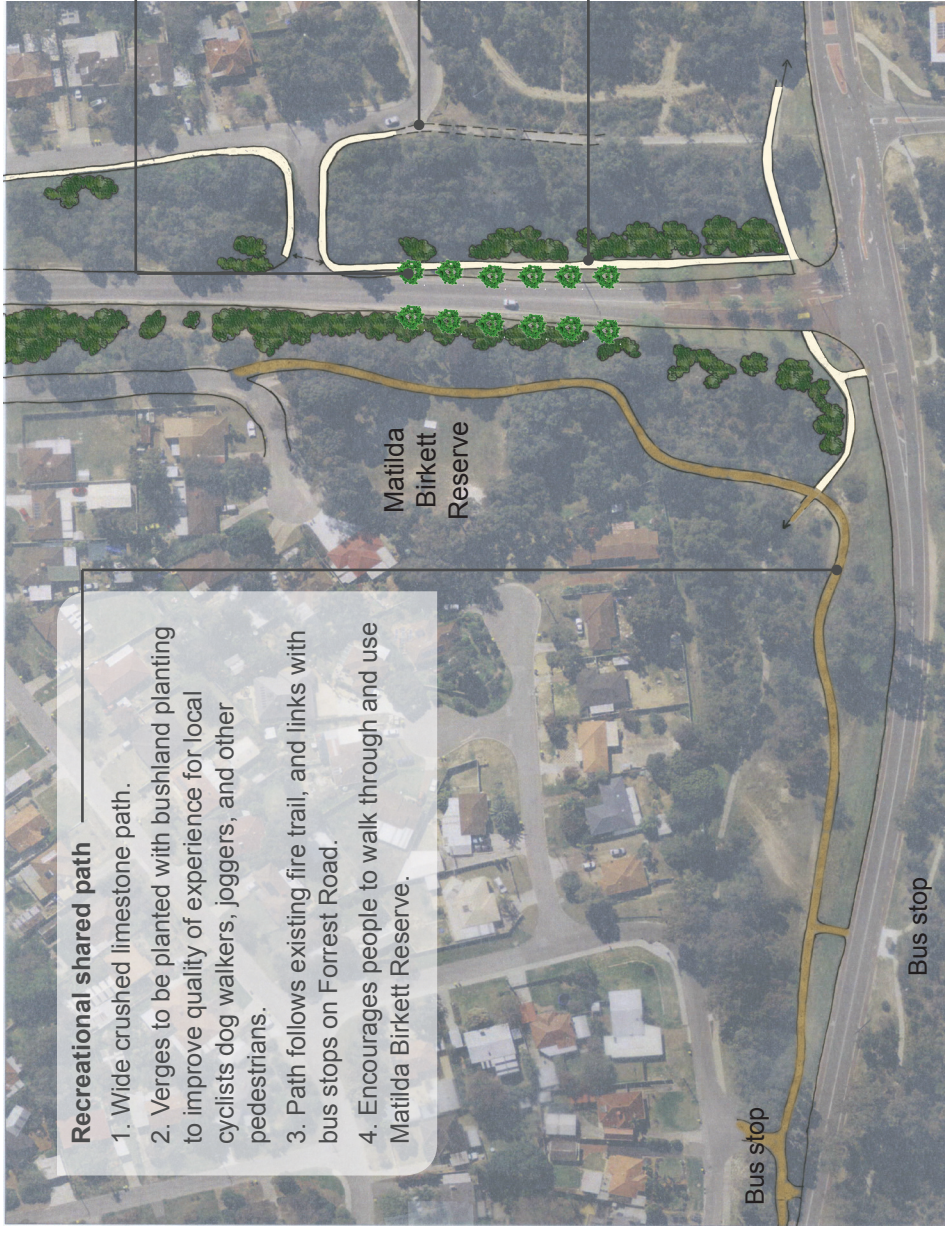 Recreational shared path
1. Wide crushed limestone path.
2. Verges to be planted with bushland planting
to improve quality of experience for local
cyclists dog walkers, joggers, and other
pedestrians.
3. Path follows existing fire trail, and links with
bus stops on Forrest Road.
4. Encourages people to walk through and use
Matilda Birkett Reserve.
Matilda
Birkett
Reserve
Bus stop
Bus stop